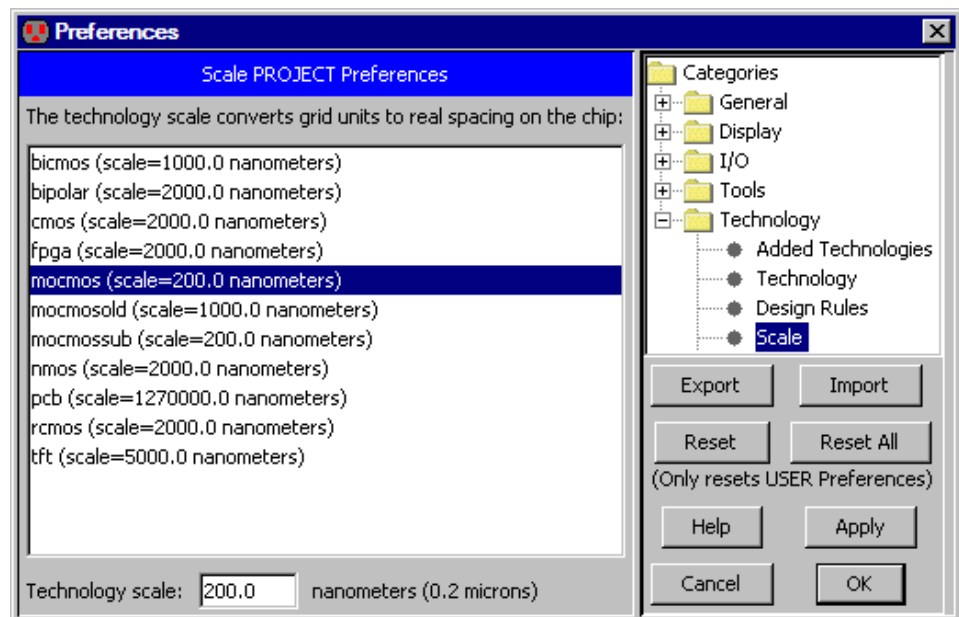 Preferences
Scale PROJECT Preferences
The technology scale converts grid units to real spacing on the chip:
bicmos (scale=1000.0 nanometers)
bipolar (scale=2000.0 nanometers)
cmos (scale=2000.0 nanometers)
fpga (scale=2000.0 nanometers)
mocmos (scale=200.0 nanometers)
mocmosold (scale=1000.0 nanometers)
mocmossub (scale=200.0 nanometers)
nmos (scale=2000.0 nanometers)
pcb (scale=1270000.0 nanometers)
rcmos (scale=2000.0 nanometers)
tft (scale=5000.0 nanometers)
Technology scale: 200.0 nanometers (0.2 microns)
Categories
General
Display
I/O
Tools
Technology
Added Technologies
Technology
Design Rules
Scale
Export Import
Reset Reset All
(Only resets USER Preferences)
Help Apply
Cancel OK